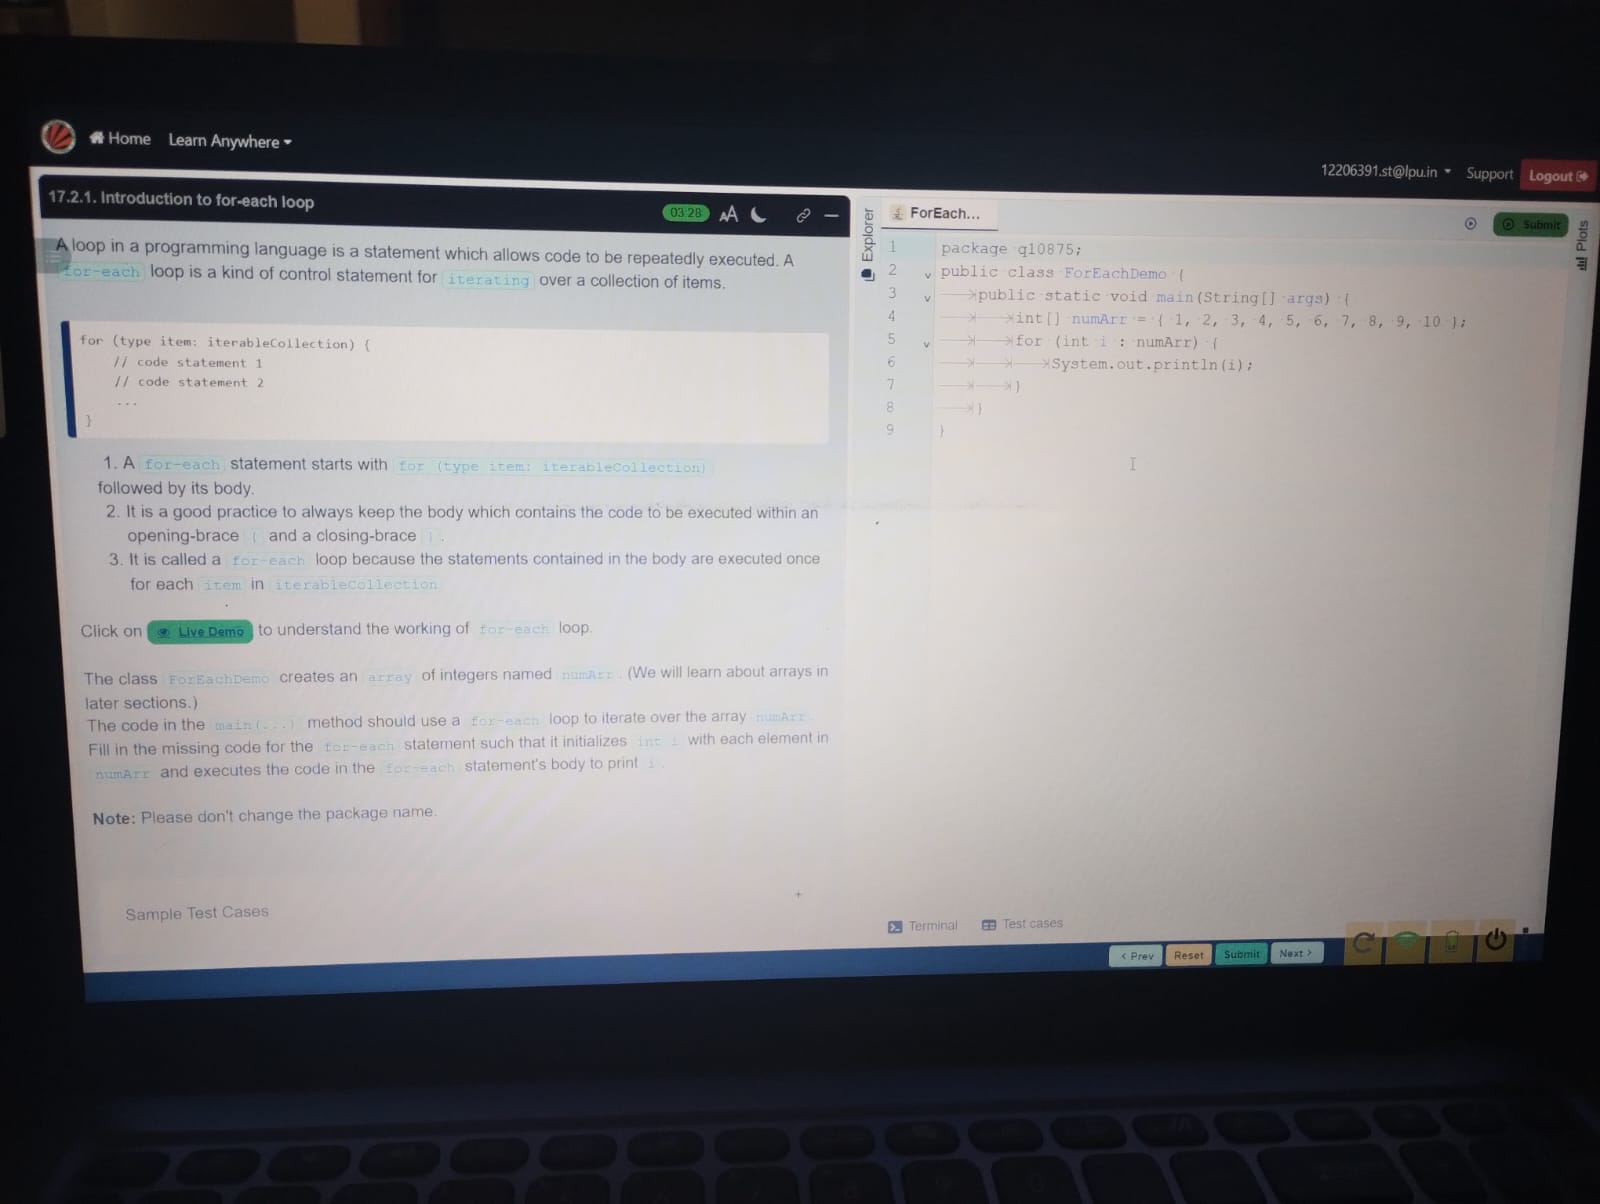 Home Learn Anywhere
12206391.st@lpu.in Support Logout
17.2.1. Introduction to for-each loop
03:28 AA
A loop in a programming language is a statement which allows code to be repeatedly executed. A
for-each loop is a kind of control statement for iterating over a collection of items.
for (type item: iterableCollection) {
// code statement 1
// code statement 2
...
}
1. A for-each statement starts with for (type item: iterableCollection)
followed by its body.
2. It is a good practice to always keep the body which contains the code to be executed within an
opening-brace { and a closing-brace }.
3. It is called a for-each loop because the statements contained in the body are executed once
for each item in iterableCollection
Click on Live Demo to understand the working of for-each loop.
The class ForEachDemo creates an array of integers named numArr. (We will learn about arrays in
later sections.)
The code in the main(...) method should use a for-each loop to iterate over the array numArr.
Fill in the missing code for the for-each statement such that it initializes int i with each element in
numArr and executes the code in the for-each statement's body to print i.
Note: Please don't change the package name.
Sample Test Cases
Explorer
ForEach...
Submit
Plots
1 package q10875;
2 public class ForEachDemo {
3 public static void main(String[] args) {
4 int[] numArr = { 1, 2, 3, 4, 5, 6, 7, 8, 9, 10 };
5 for (int i : numArr) {
6 System.out.println(i);
7 }
8 }
9 }
Terminal Test cases
< Prev Reset Submit Next >